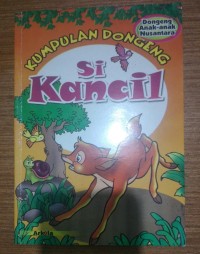 Dongeng
Anak-anak
Nusantara
KUMPULAN DONGENG
Si
Kancil